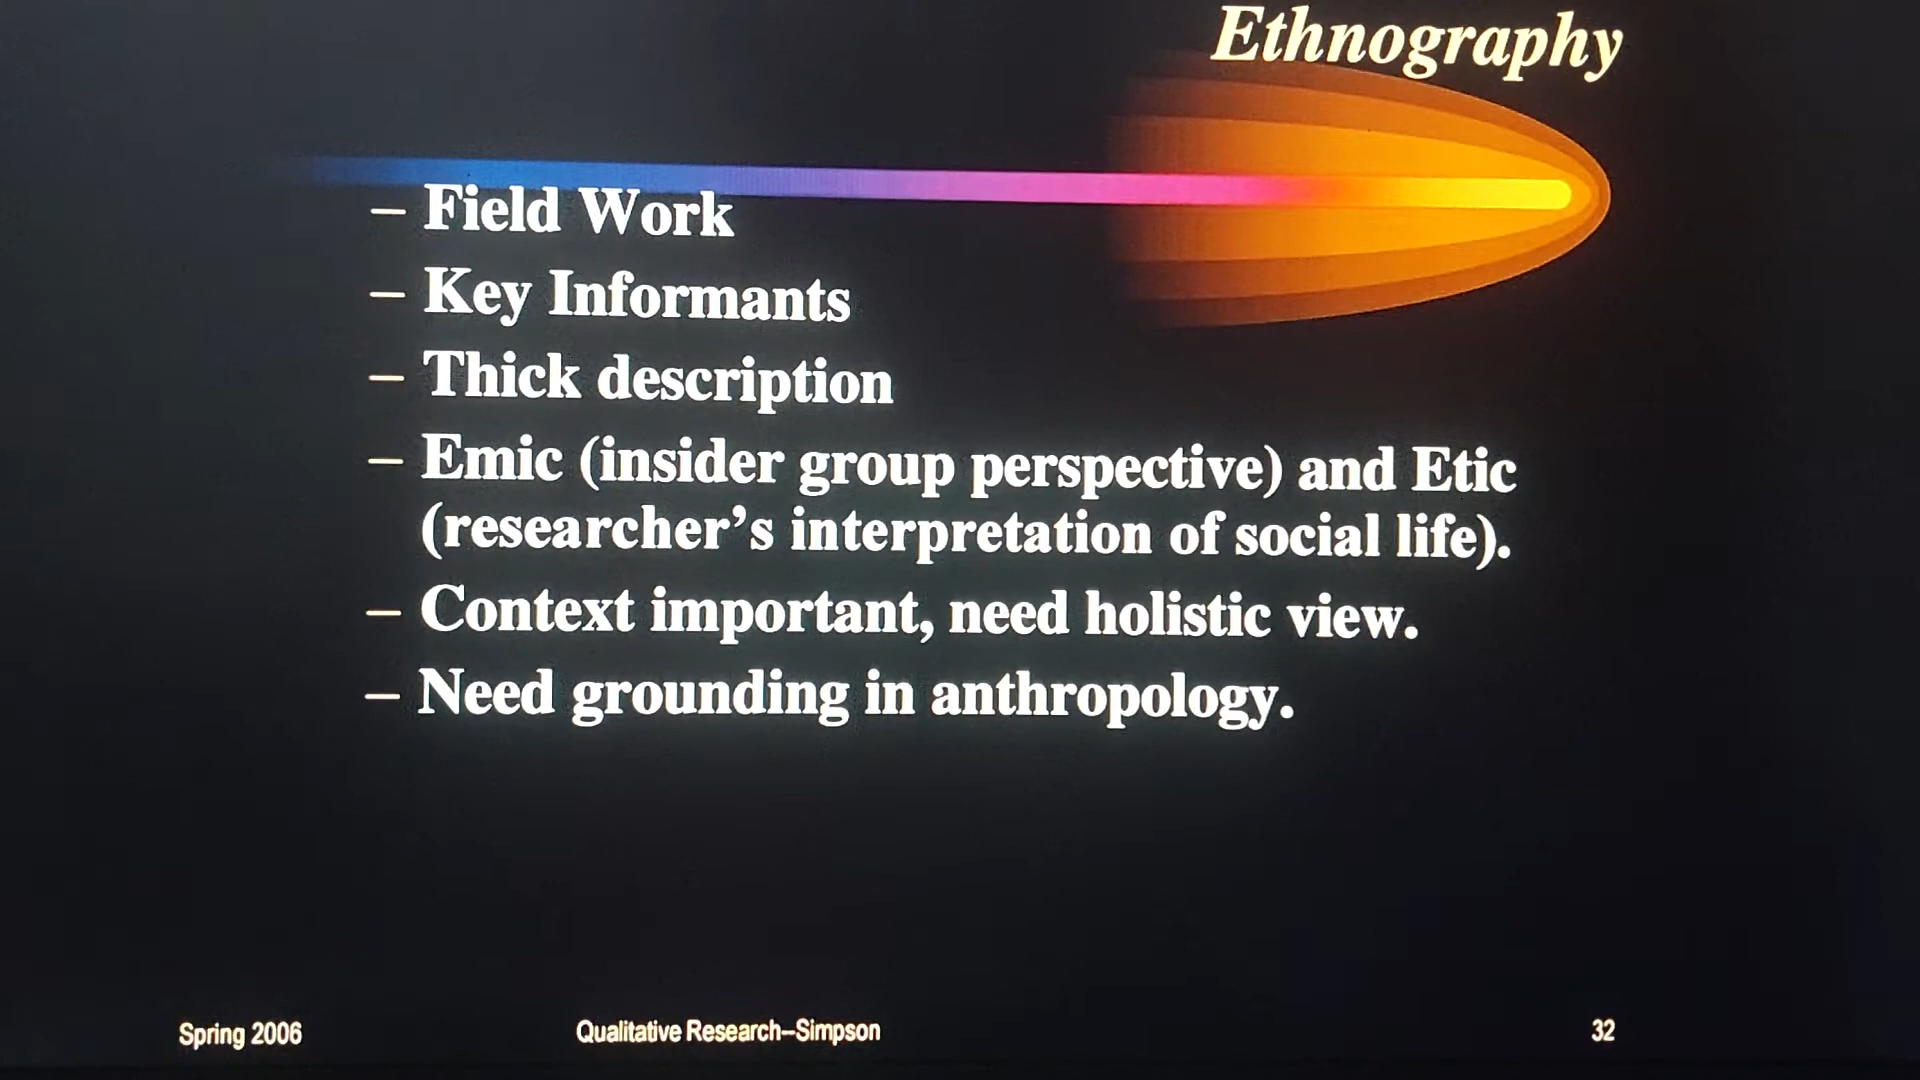 Ethnography
– Field Work
– Key Informants
– Thick description
– Emic (insider group perspective) and Etic
(researcher’s interpretation of social life).
– Context important, need holistic view.
– Need grounding in anthropology.
Spring 2006
Qualitative Research–Simpson
32